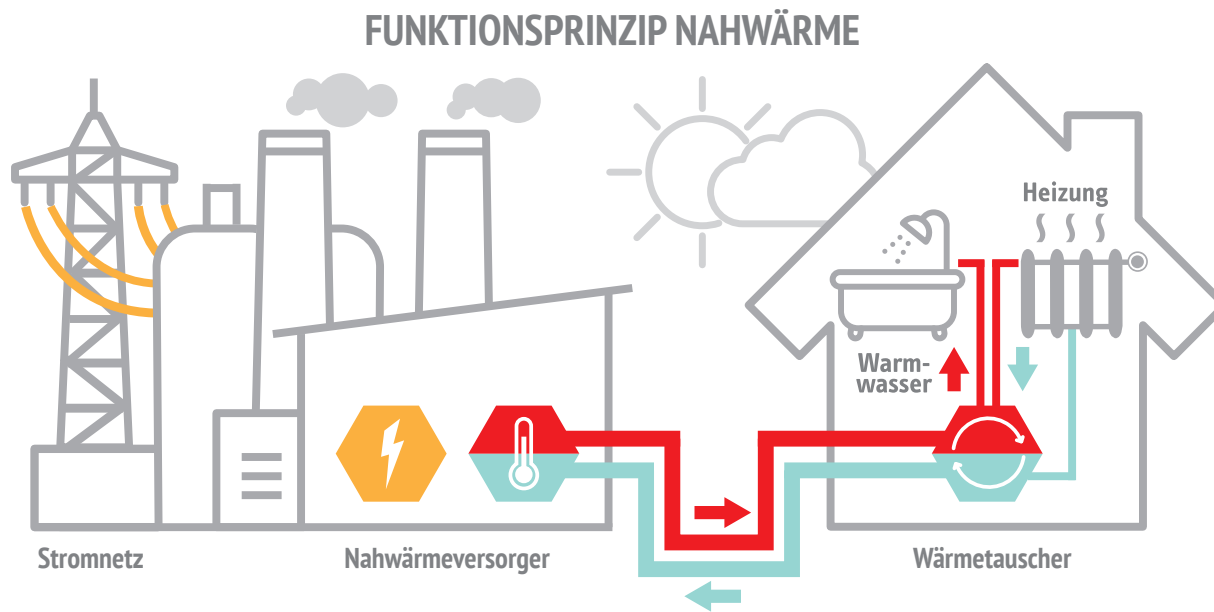 FUNKTIONSPRINZIP NAHWÄRME
Heizung
Warm-
wasser
Stromnetz
Nahwärmeversorger
Wärmetauscher